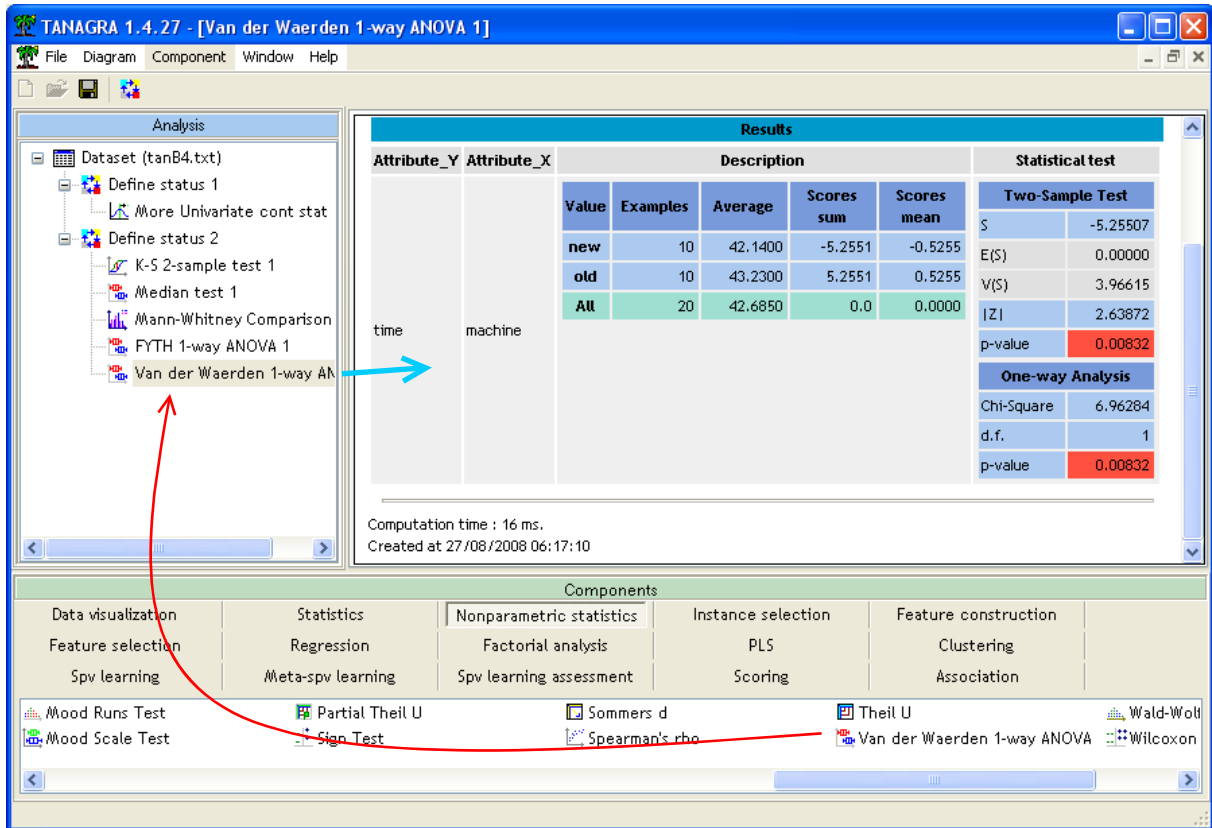 TANAGRA 1.4.27 - [Van der Waerden 1-way ANOVA 1]
File Diagram Component Window Help
Analysis
Dataset (tanB4.txt)
Define status 1
More Univariate cont stat
Define status 2
K-S 2-sample test 1
Median test 1
Mann-Whitney Comparison
FYTH 1-way ANOVA 1
Van der Waerden 1-way AN
Results
Attribute_Y Attribute_X Description Statistical test
Value Examples Average Scores sum Scores mean
new 10 42.1400 -5.2551 -0.5255
old 10 43.2300 5.2551 0.5255
All 20 42.6850 0.0 0.0000
time machine
Two-Sample Test
S -5.25507
E(S) 0.00000
V(S) 3.96615
|Z| 2.63872
p-value 0.00832
One-way Analysis
Chi-Square 6.96284
d.f. 1
p-value 0.00832
Computation time : 16 ms.
Created at 27/08/2008 06:17:10
Components
Data visualization Statistics Nonparametric statistics Instance selection Feature construction
Feature selection Regression Factorial analysis PLS Clustering
Spv learning Meta-spv learning Spv learning assessment Scoring Association
Mood Runs Test Partial Theil U Sommers d Theil U Wald-Wolf
Mood Scale Test Sign Test Spearman's rho Van der Waerden 1-way ANOVA Wilcoxon